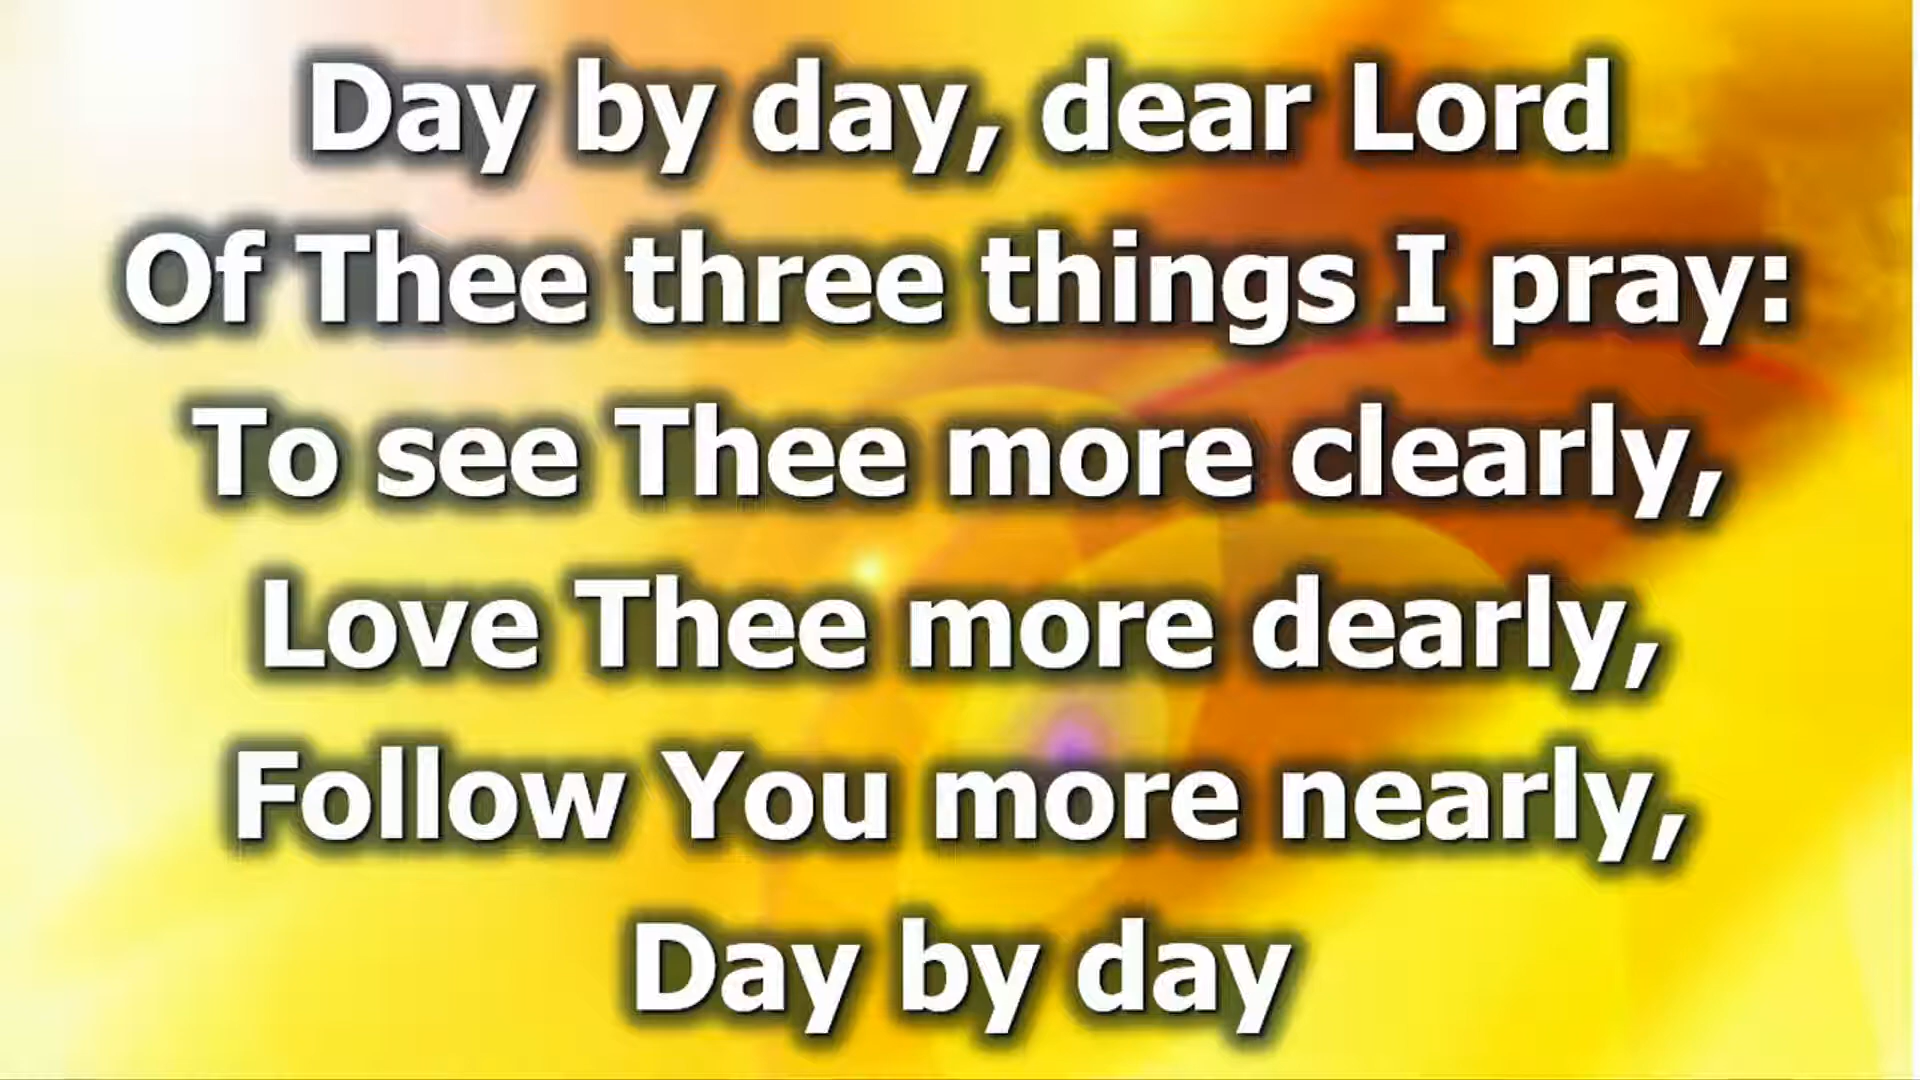 Day by day, dear Lord
Of Thee three things I pray:
To see Thee more clearly,
Love Thee more dearly,
Follow You more nearly,
Day by day